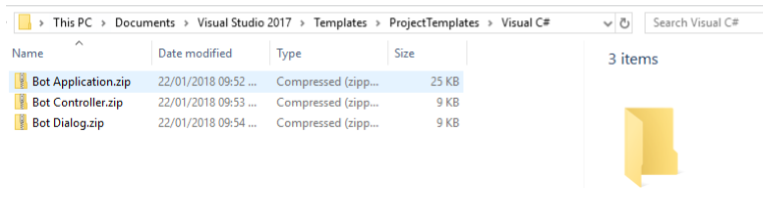 This PC > Documents > Visual Studio 2017 > Templates > ProjectTemplates > Visual C# Search Visual C#
Name Date modified Type Size
3 items
Bot Application.zip 22/01/2018 09:52 ... Compressed (zipp... 25 KB
Bot Controller.zip 22/01/2018 09:53 ... Compressed (zipp... 9 KB
Bot Dialog.zip 22/01/2018 09:54 ... Compressed (zipp... 9 KB